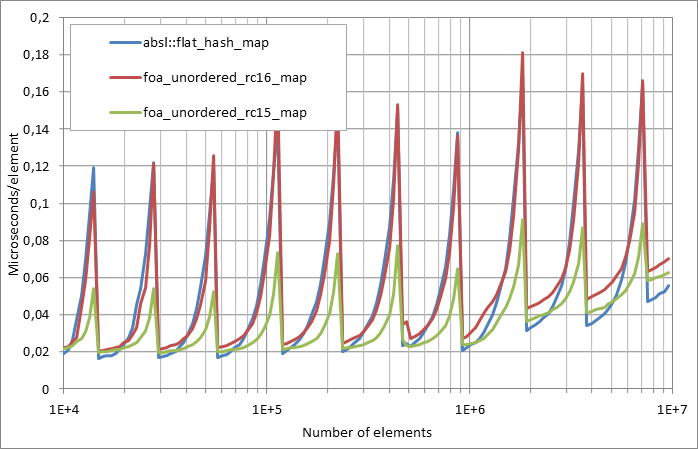 0,2
0,18
0,16
0,14
0,12
0,1
0,08
0,06
0,04
0,02
0
Microseconds/element
absl::flat_hash_map
foa_unordered_rc16_map
foa_unordered_rc15_map
1E+4
1E+5
1E+6
1E+7
Number of elements